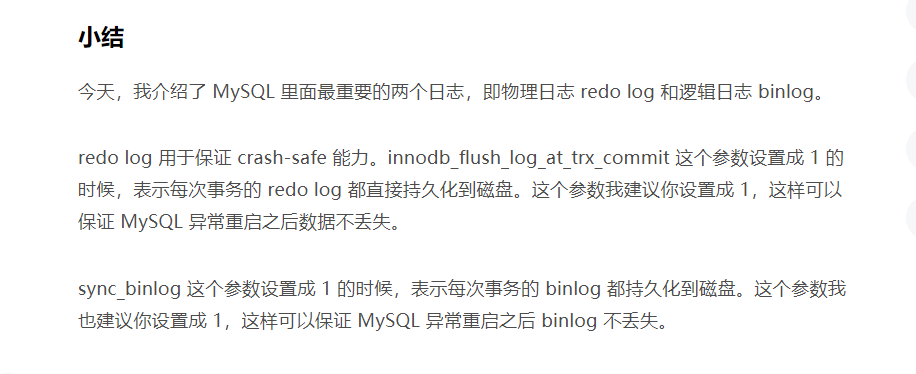 小结
今天，我介绍了 MySQL 里面最重要的两个日志，即物理日志 redo log 和逻辑日志 binlog。
redo log 用于保证 crash-safe 能力。innodb_flush_log_at_trx_commit 这个参数设置成 1 的
时候，表示每次事务的 redo log 都直接持久化到磁盘。这个参数我建议你设置成 1，这样可以
保证 MySQL 异常重启之后数据不丢失。
sync_binlog 这个参数设置成 1 的时候，表示每次事务的 binlog 都持久化到磁盘。这个参数我
也建议你设置成 1，这样可以保证 MySQL 异常重启之后 binlog 不丢失。